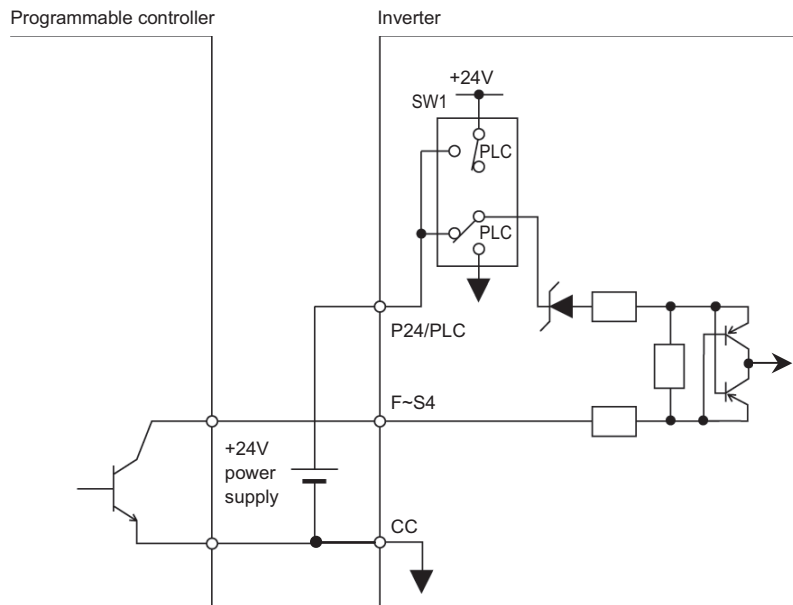 Programmable controller
Inverter
+24V
SW1
PLC
PLC
P24/PLC
F~S4
+24V
power
supply
CC